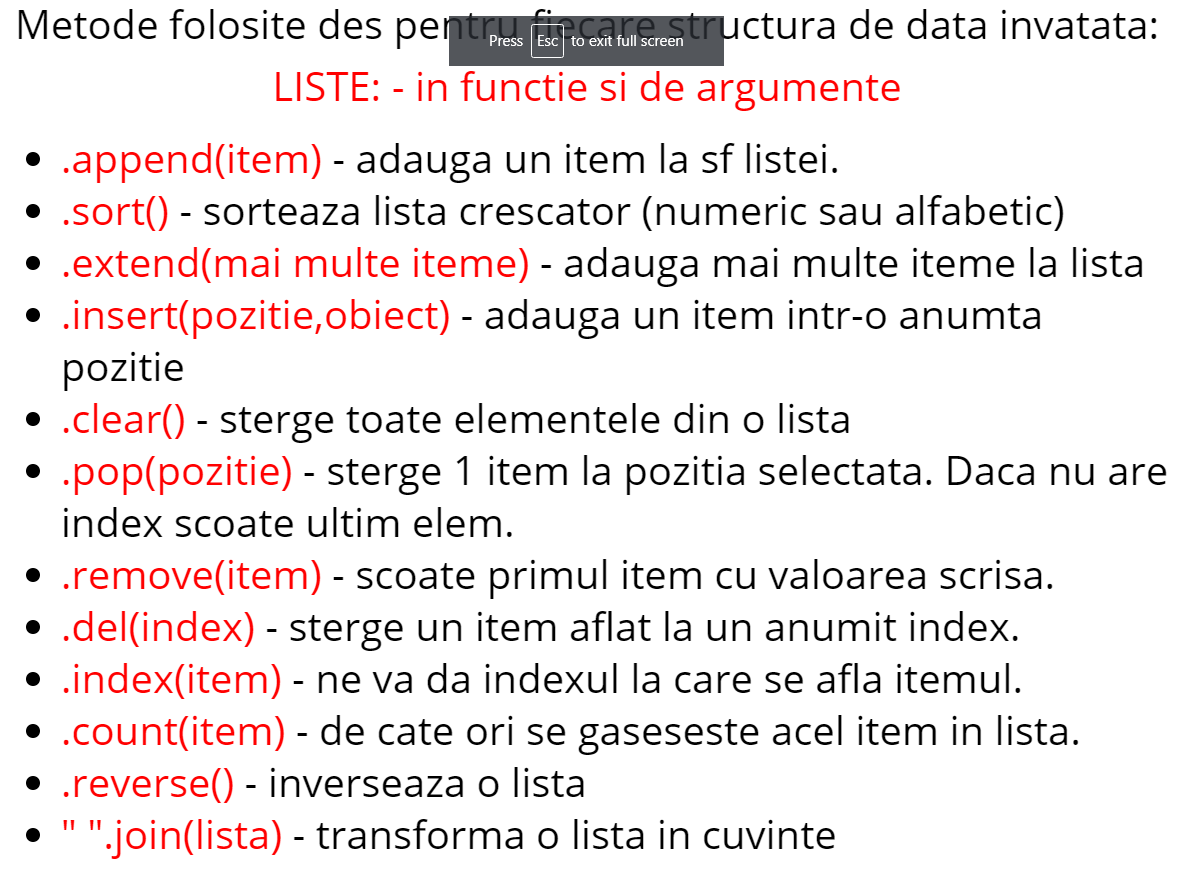 Metode folosite des pentru fiecare structura de data invatata:
Press Esc to exit full screen
LISTE: - in functie si de argumente
• .append(item) - adauga un item la sf listei.
• .sort() - sorteaza lista crescator (numeric sau alfabetic)
• .extend(mai multe iteme) - adauga mai multe iteme la lista
• .insert(pozitie,obiect) - adauga un item intr-o anumta
pozitie
• .clear() - sterge toate elementele din o lista
• .pop(pozitie) - sterge 1 item la pozitia selectata. Daca nu are
index scoate ultim elem.
• .remove(item) - scoate primul item cu valoarea scrisa.
• .del(index) - sterge un item aflat la un anumit index.
• .index(item) - ne va da indexul la care se afla itemul.
• .count(item) - de cate ori se gaseseste acel item in lista.
• .reverse() - inverseaza o lista
• " ".join(lista) - transforma o lista in cuvinte